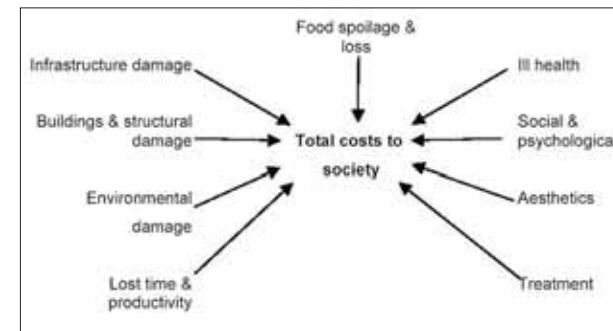 Food spoilage &
loss
Infrastructure damage
Ill health
Buildings & structural
damage
Total costs to
society
Social &
psychologica
Environmental
damage
Aesthetics
Lost time &
productivity
Treatment